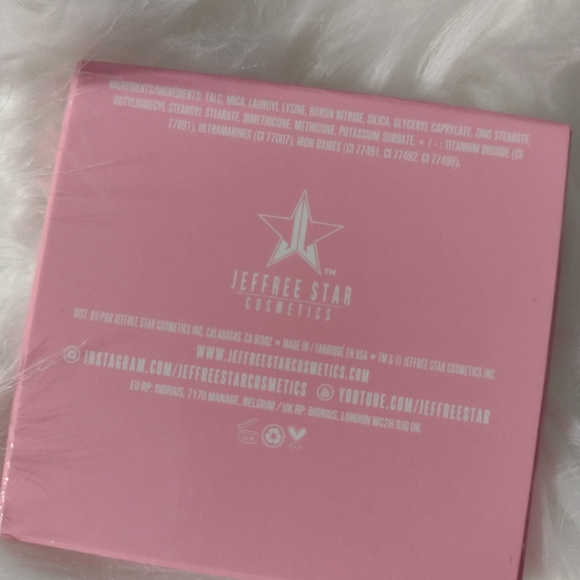 INGREDIENTS/INGREDIENTS: TALC, MICA, LAUROYL LYSINE, BORON NITRIDE, SILICA, GLYCERYL CAPRYLATE, ZINC STEARATE,
OCTYLDODECYL STEAROYL STEARATE, DIMETHICONE, METHICONE, POTASSIUM SORBATE. + / - : TITANIUM DIOXIDE (CI
77891), ULTRAMARINES (CI 77007), IRON OXIDES (CI 77491, CI 77492, CI 77499).
TM
JEFFREE STAR
COSMETICS
DIST. BY/PAR JEFFREE STAR COSMETICS INC. CALABASAS, CA 91302 • MADE IN / FABRIQUÉ EN USA • TM & © JEFFREE STAR COSMETICS INC.
WWW.JEFFREESTARCOSMETICS.COM
INSTAGRAM.COM/JEFFREESTARCOSMETICS YOUTUBE.COM/JEFFREESTAR
EU RP: BIORIUS, 7170 MANAGE, BELGIUM / UK RP: BIORIUS, LONDON WC2H 9JQ UK